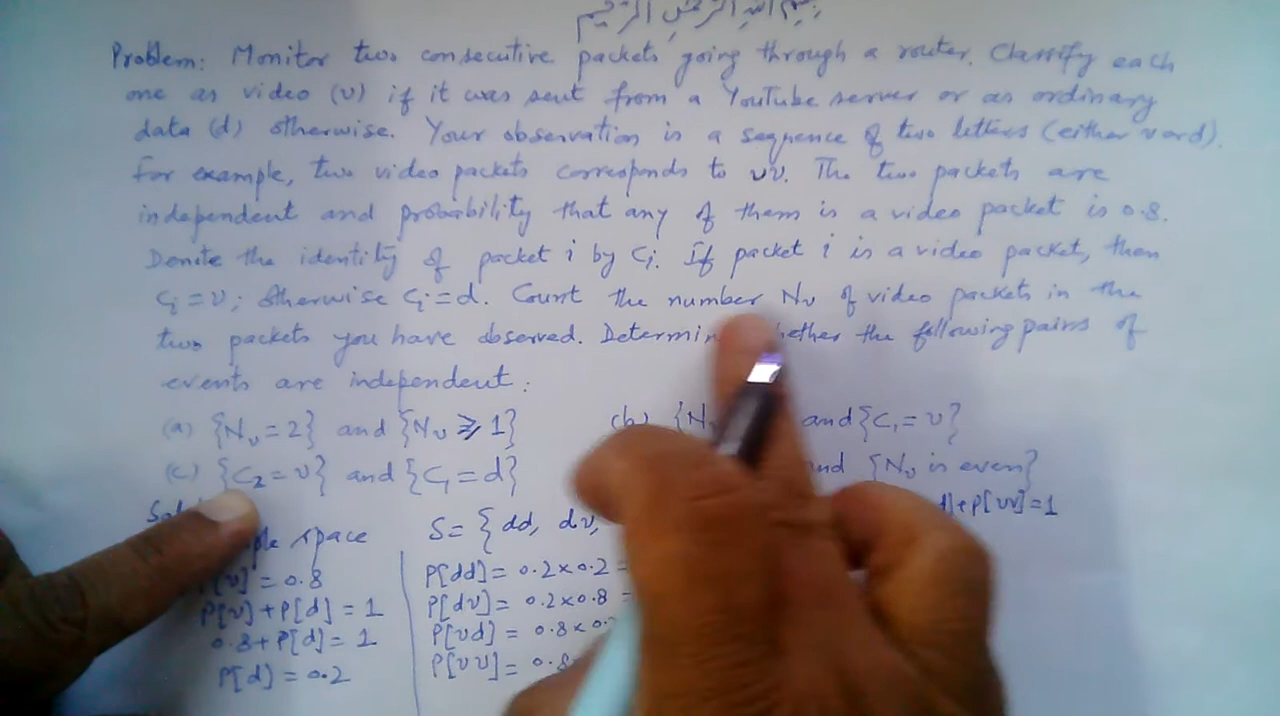 بسم الله الرحمن الرحيم
Problem: Monitor two consecutive packets going through a router. Classify each
one as video (v) if it was sent from a YouTube server or as ordinary
data (d) otherwise. Your observation is a sequence of two letters (either v or d).
For example, two video packets corresponds to vv. The two packets are
independent and probability that any of them is a video packet is 0.8.
Denote the identity of packet i by Ci. If packet i is a video packet, then
Ci = v; otherwise Ci = d. Count the number Nv of video packets in the
two packets you have observed. Determin hether the following pairs of
events are independent:
(a) {Nv = 2} and {Nv ⩾ 1} (b) {N and {C1 = v}
(c) {C2 = v} and {C1 = d} nd {Nv is even}
Sol d] + P[vv] = 1
ple space S = { dd, dv,
[v] = 0.8 P[dd] = 0.2 x 0.2 =
P[v] + P[d] = 1 P[dv] = 0.2 x 0.8 =
0.8 + P[d] = 1 P[vd] = 0.8 x 0.
P[d] = 0.2 P[vv] = 0.8